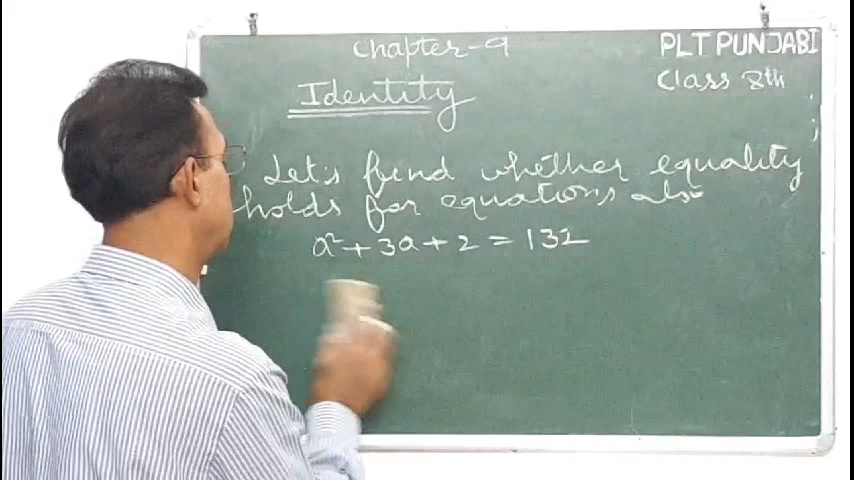 Chapter-9
PLT PUNJABI
Class 8th
Identity
Let's find whether equality
holds for equations also
a² + 3a + 2 = 132